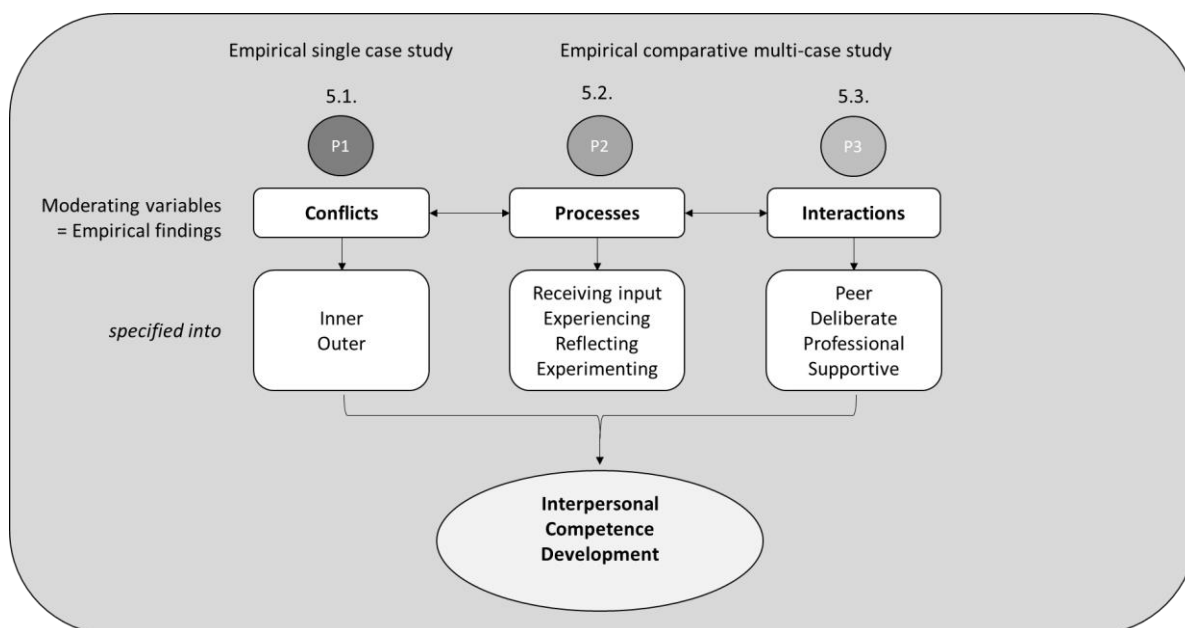 Empirical single case study
Empirical comparative multi-case study
5.1.
5.2.
5.3.
P1
P2
P3
Moderating variables
= Empirical findings
Conflicts
Processes
Interactions
specified into
Inner
Outer
Receiving input
Experiencing
Reflecting
Experimenting
Peer
Deliberate
Professional
Supportive
Interpersonal
Competence
Development